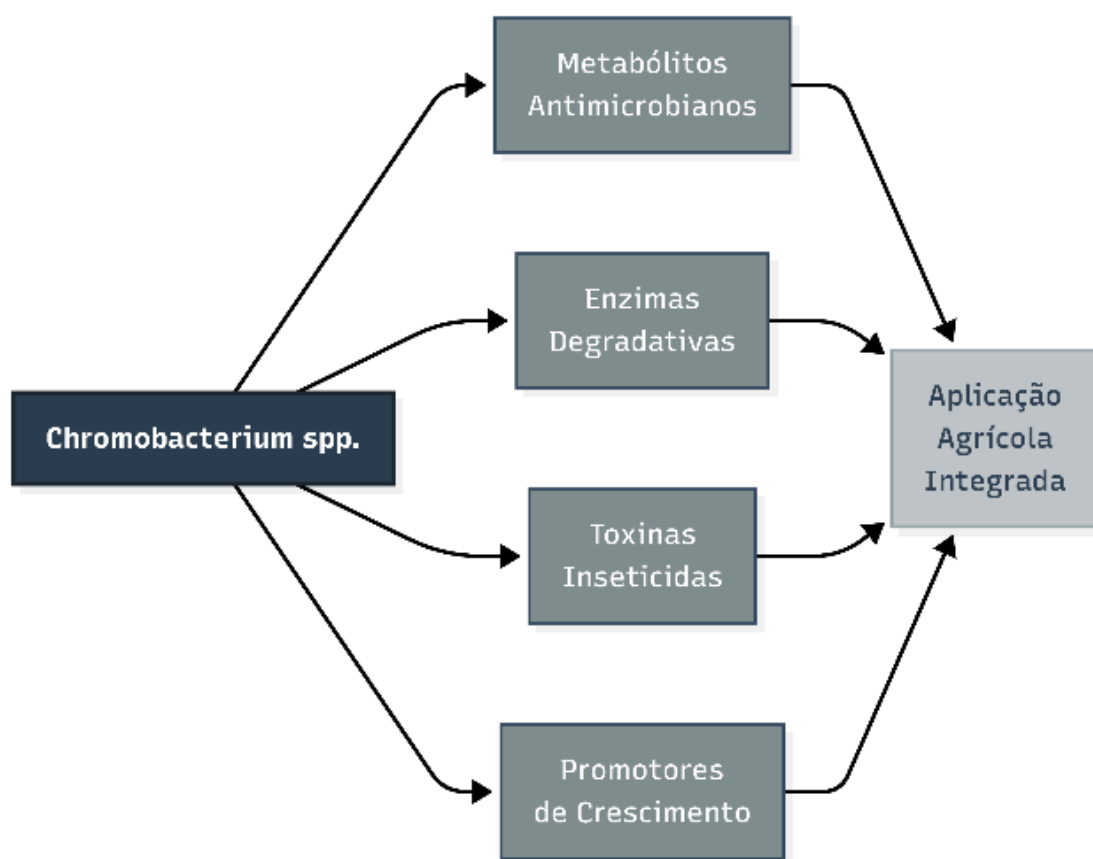 Metabólitos
Antimicrobianos
Enzimas
Degradativas
Chromobacterium spp.
Aplicação
Agrícola
Integrada
Toxinas
Inseticidas
Promotores
de Crescimento